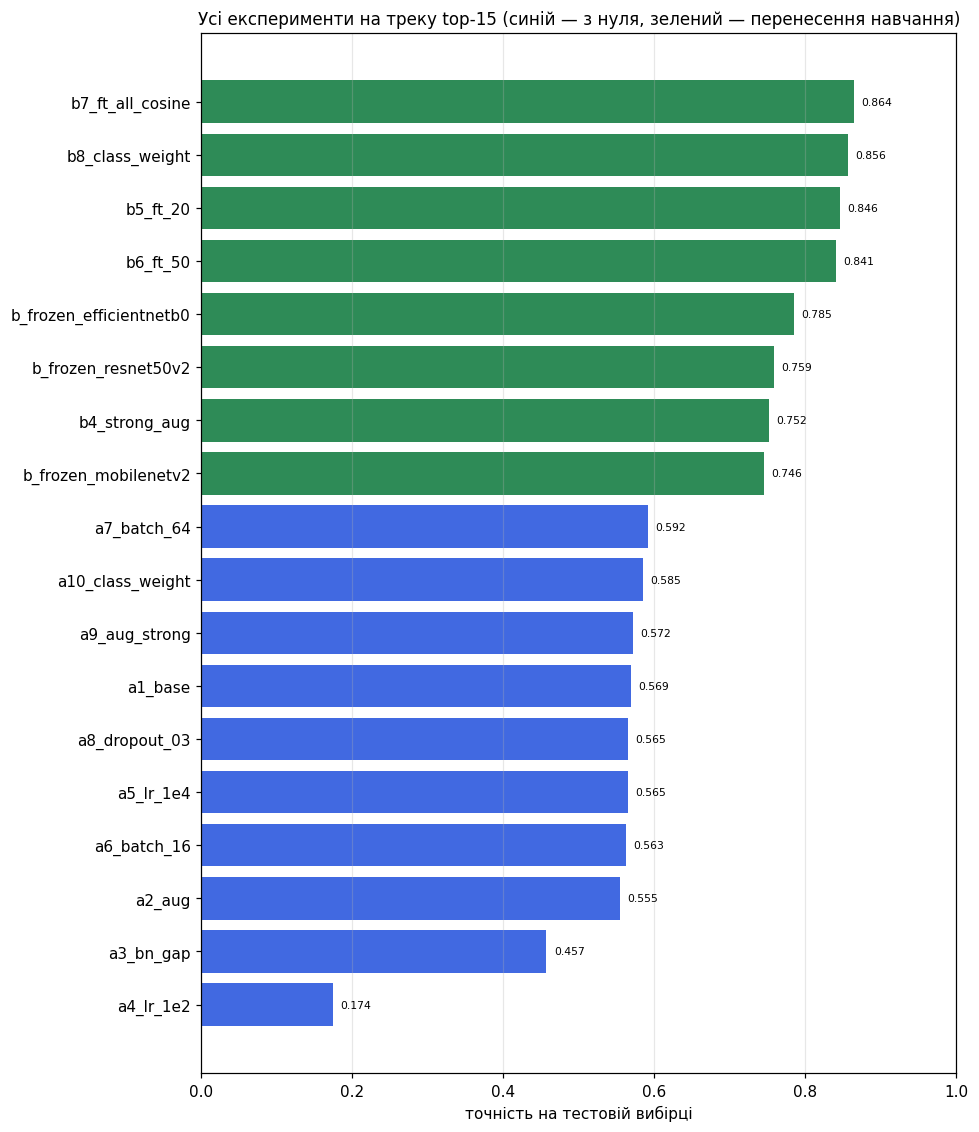 Усі експерименти на треку top-15 (синій — з нуля, зелений — перенесення навчання)
b7_ft_all_cosine 0.864
b8_class_weight 0.856
b5_ft_20 0.846
b6_ft_50 0.841
b_frozen_efficientnetb0 0.785
b_frozen_resnet50v2 0.759
b4_strong_aug 0.752
b_frozen_mobilenetv2 0.746
a7_batch_64 0.592
a10_class_weight 0.585
a9_aug_strong 0.572
a1_base 0.569
a8_dropout_03 0.565
a5_lr_1e4 0.565
a6_batch_16 0.563
a2_aug 0.555
a3_bn_gap 0.457
a4_lr_1e2 0.174
0.0 0.2 0.4 0.6 0.8 1.0
точність на тестовій вибірці